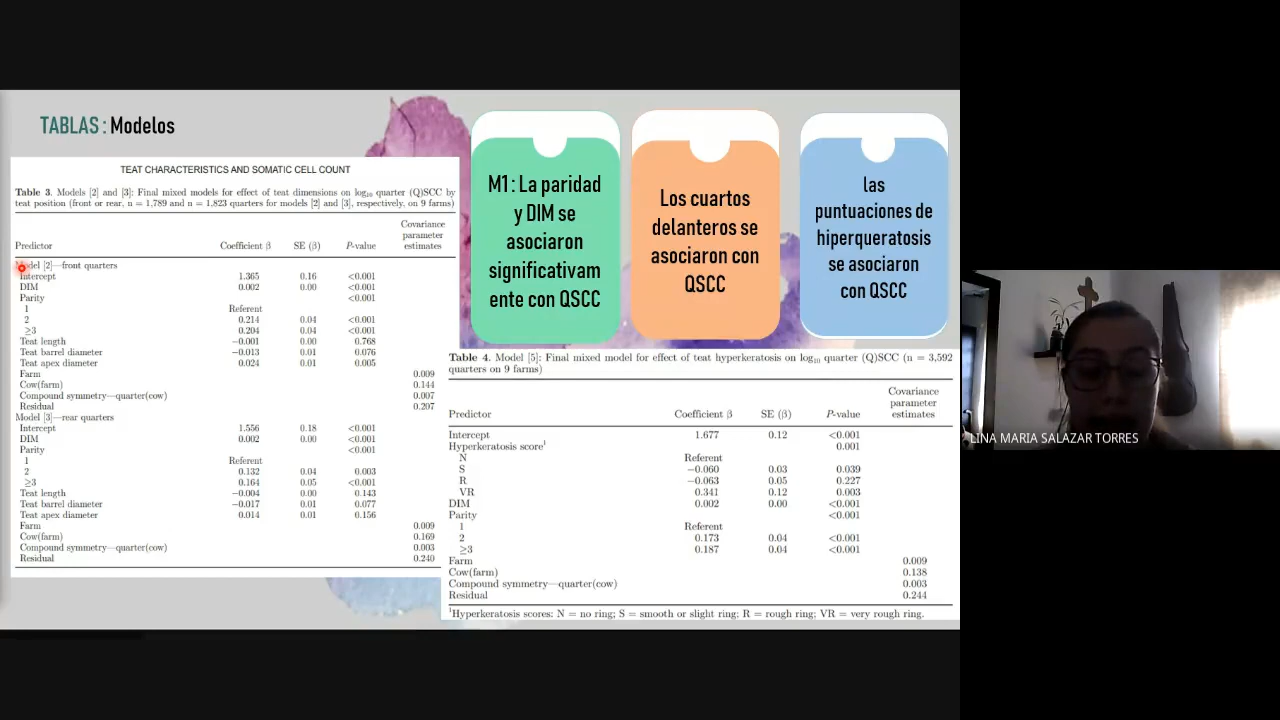 TABLAS : Modelos
TEAT CHARACTERISTICS AND SOMATIC CELL COUNT
Table 3. Models [2] and [3]: Final mixed models for effect of teat dimensions on log10 quarter (Q)SCC by
teat position (front or rear, n = 1,789 and n = 1,823 quarters for models [2] and [3], respectively, on 9 farms)
Covariance
parameter
Predictor Coefficient β SE (β) P-value estimates
Model [2]—front quarters
Intercept 1.365 0.16 <0.001
DIM 0.002 0.00 <0.001
Parity <0.001
1 Referent
2 0.214 0.04 <0.001
≥3 0.204 0.04 <0.001
Teat length −0.001 0.00 0.768
Teat barrel diameter −0.013 0.01 0.076
Teat apex diameter 0.024 0.01 0.005
Farm 0.009
Cow(farm) 0.144
Compound symmetry—quarter(cow) 0.007
Residual 0.207
Model [3]—rear quarters
Intercept 1.556 0.18 <0.001
DIM 0.002 0.00 <0.001
Parity <0.001
1 Referent
2 0.132 0.04 0.003
≥3 0.164 0.05 <0.001
Teat length −0.004 0.00 0.143
Teat barrel diameter −0.017 0.01 0.077
Teat apex diameter 0.014 0.01 0.156
Farm 0.009
Cow(farm) 0.169
Compound symmetry—quarter(cow) 0.003
Residual 0.240
M1: La paridad
y DIM se
asociaron
significativam
ente con QSCC
Los cuartos
delanteros se
asociaron con
QSCC
las
puntuaciones de
hiperqueratosis
se asociaron
con QSCC
Table 4. Model [5]: Final mixed model for effect of teat hyperkeratosis on log10 quarter (Q)SCC (n = 3,592
quarters on 9 farms)
Covariance
parameter
Predictor Coefficient β SE (β) P-value estimates
Intercept 1.677 0.12 <0.001
Hyperkeratosis score1 0.001
N Referent
S −0.060 0.03 0.039
R −0.063 0.05 0.227
VR 0.341 0.12 0.003
DIM 0.002 0.00 <0.001
Parity <0.001
1 Referent
2 0.173 0.04 <0.001
≥3 0.187 0.04 <0.001
Farm 0.009
Cow(farm) 0.138
Compound symmetry—quarter(cow) 0.003
Residual 0.244
1Hyperkeratosis scores: N = no ring; S = smooth or slight ring; R = rough ring; VR = very rough ring.
LINA MARIA SALAZAR TORRES